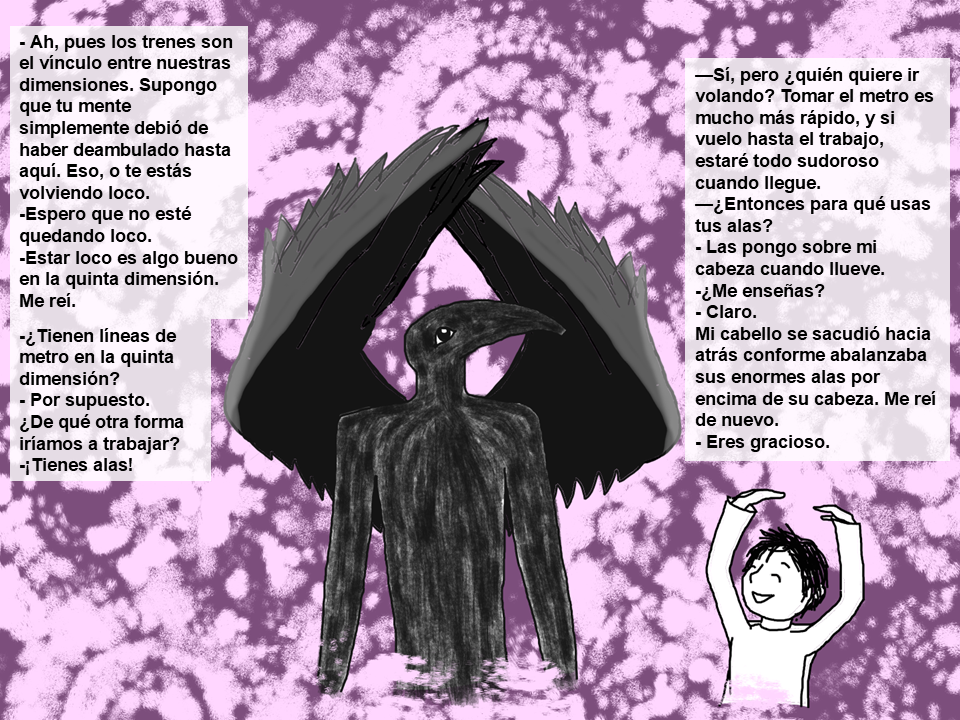 - Ah, pues los trenes son
el vínculo entre nuestras
dimensiones. Supongo
que tu mente
simplemente debió de
haber deambulado hasta
aquí. Eso, o te estás
volviendo loco.
-Espero que no esté
quedando loco.
-Estar loco es algo bueno
en la quinta dimensión.
Me reí.
-¿Tienen líneas de
metro en la quinta
dimensión?
- Por supuesto.
¿De qué otra forma
iríamos a trabajar?
-¡Tienes alas!
—Sí, pero ¿quién quiere ir
volando? Tomar el metro es
mucho más rápido, y si
vuelo hasta el trabajo,
estaré todo sudoroso
cuando llegue.
—¿Entonces para qué usas
tus alas?
- Las pongo sobre mi
cabeza cuando llueve.
-¿Me enseñas?
- Claro.
Mi cabello se sacudió hacia
atrás conforme abalanzaba
sus enormes alas por
encima de su cabeza. Me reí
de nuevo.
- Eres gracioso.